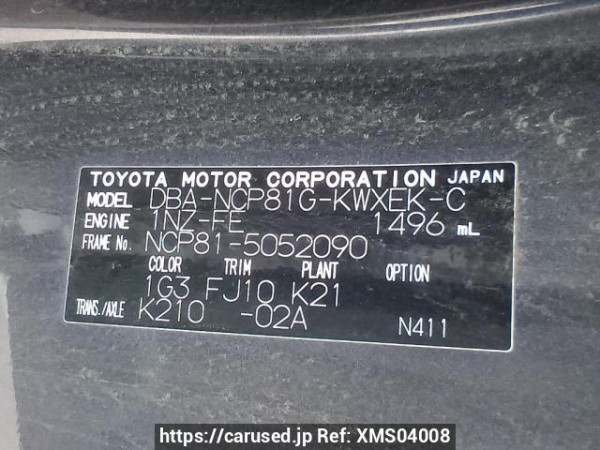 TOYOTA MOTOR CORPORATION JAPAN
MODEL DBA-NCP81G-KWXEK-C
ENGINE 1NZ-FE 1496 mL
FRAME No. NCP81-5052090
COLOR TRIM PLANT OPTION
1G3 FJ10 K21
TRANS./AXLE K210 -02A N411
https://carused.jp Ref: XMS04008